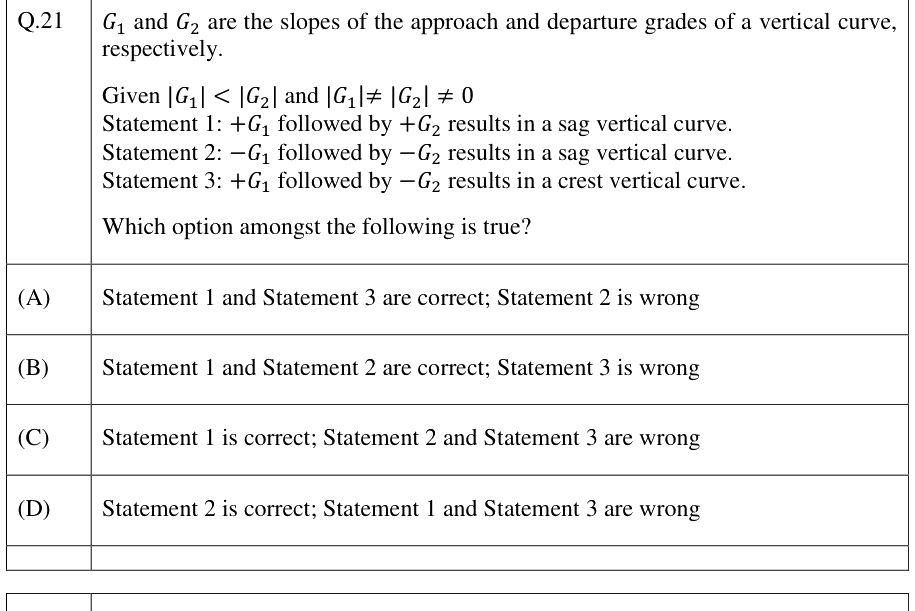 Q.21 G₁ and G₂ are the slopes of the approach and departure grades of a vertical curve,
respectively.
Given |G₁| < |G₂| and |G₁|≠ |G₂| ≠ 0
Statement 1: +G₁ followed by +G₂ results in a sag vertical curve.
Statement 2: −G₁ followed by −G₂ results in a sag vertical curve.
Statement 3: +G₁ followed by −G₂ results in a crest vertical curve.
Which option amongst the following is true?
(A) Statement 1 and Statement 3 are correct; Statement 2 is wrong
(B) Statement 1 and Statement 2 are correct; Statement 3 is wrong
(C) Statement 1 is correct; Statement 2 and Statement 3 are wrong
(D) Statement 2 is correct; Statement 1 and Statement 3 are wrong